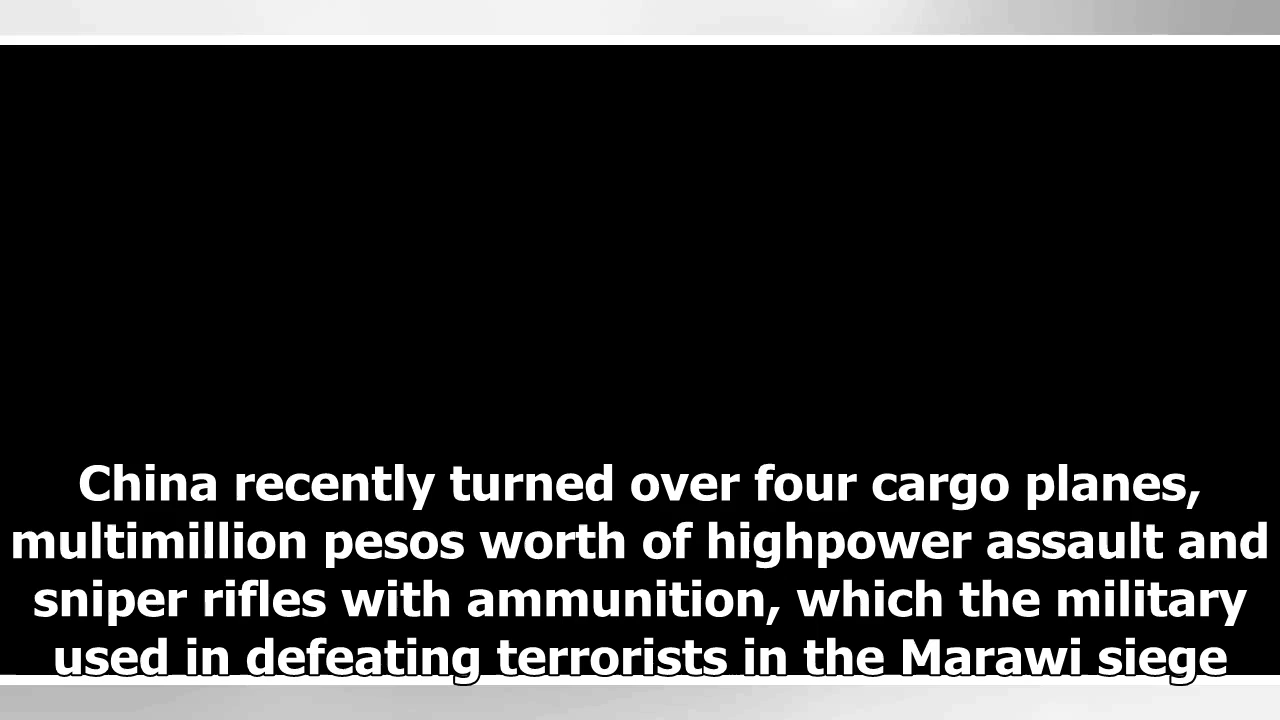 China recently turned over four cargo planes,
multimillion pesos worth of highpower assault and
sniper rifles with ammunition, which the military
used in defeating terrorists in the Marawi siege